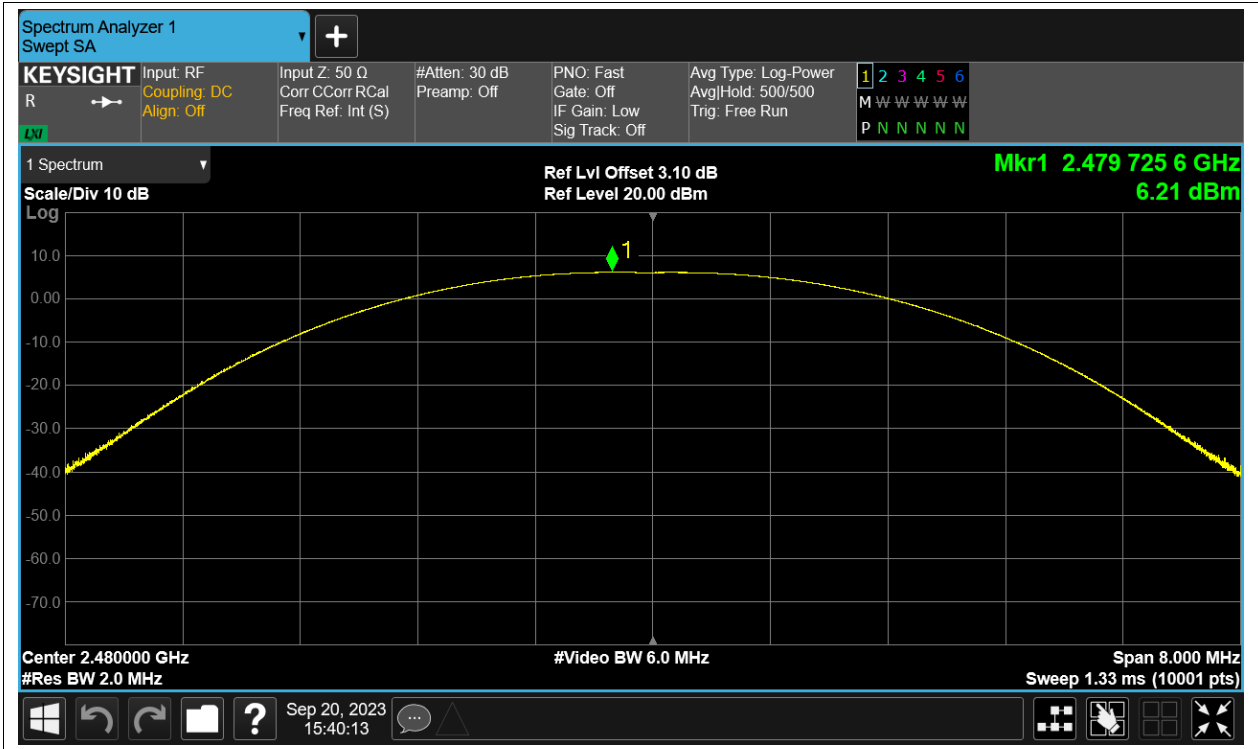 Spectrum Analyzer 1
Swept SA
+
KEYSIGHT
R
LXI
Input: RF
Coupling: DC
Align: Off
Input Z: 50 Ω
Corr CCorr RCal
Freq Ref: Int (S)
#Atten: 30 dB
Preamp: Off
PNO: Fast
Gate: Off
IF Gain: Low
Sig Track: Off
Avg Type: Log-Power
Avg|Hold: 500/500
Trig: Free Run
1 2 3 4 5 6
M W W W W W
P N N N N N
1 Spectrum
Scale/Div 10 dB
Log
Ref Lvl Offset 3.10 dB
Ref Level 20.00 dBm
Mkr1 2.479 725 6 GHz
6.21 dBm
1
10.0
0.00
-10.0
-20.0
-30.0
-40.0
-50.0
-60.0
-70.0
Center 2.480000 GHz
#Res BW 2.0 MHz
#Video BW 6.0 MHz
Span 8.000 MHz
Sweep 1.33 ms (10001 pts)
?
Sep 20, 2023
15:40:13